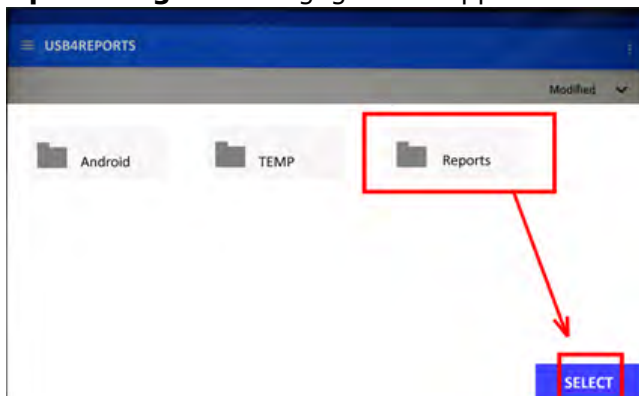 USB4REPORTS
Modified
Android
TEMP
Reports
SELECT